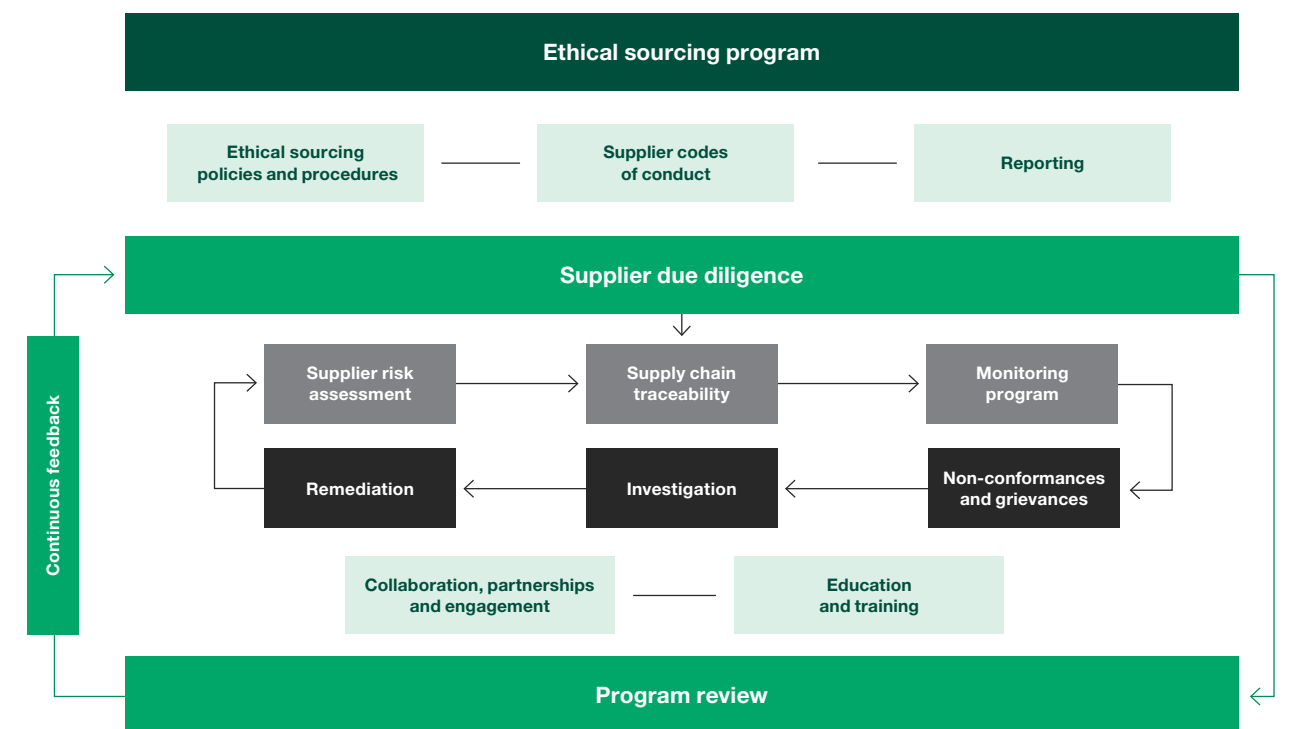 Ethical sourcing program
Ethical sourcing
policies and procedures
Supplier codes
of conduct
Reporting
Supplier due diligence
Supplier risk
assessment
Supply chain
traceability
Monitoring
program
Continuous feedback
Remediation
Investigation
Non-conformances
and grievances
Collaboration, partnerships
and engagement
Education
and training
Program review